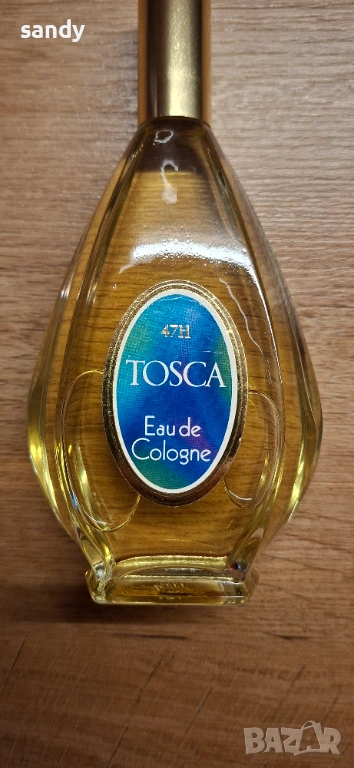 sandy
4711
TOSCA
Eau de
Cologne
BAZAR